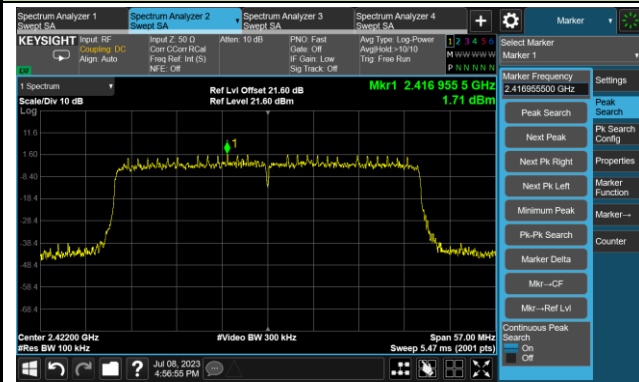 Spectrum Analyzer 1
Swept SA
Spectrum Analyzer 2
Swept SA
Spectrum Analyzer 3
Swept SA
Spectrum Analyzer 4
Swept SA
Marker
KEYSIGHT
Input: RF
Coupling: DC
Align: Auto
Input Z: 50 Ω
Corr CCorr RCal
Freq Ref: Int (S)
NFE: Off
Atten: 10 dB
PNO: Fast
Gate: Off
IF Gain: Low
Sig Track: Off
Avg Type: Log-Power
Avg|Hold:>10/10
Trig: Free Run
1 2 3 4 5 6
M W W W W W
P N N N N N
Select Marker
Marker 1
1 Spectrum
Scale/Div 10 dB
Log
Ref Lvl Offset 21.60 dB
Ref Level 21.60 dBm
Mkr1 2.416 955 5 GHz
1.71 dBm
11.6
1.60
-8.40
-18.4
-28.4
-38.4
-48.4
-58.4
-68.4
1
Center 2.42200 GHz
#Res BW 100 kHz
#Video BW 300 kHz
Span 57.00 MHz
Sweep 5.47 ms (2001 pts)
Marker Frequency
2.416955500 GHz
Peak Search
Next Peak
Next Pk Right
Next Pk Left
Minimum Peak
Pk-Pk Search
Marker Delta
Mkr→CF
Mkr→Ref Lvl
Continuous Peak
Search
On
Off
Settings
Peak
Search
Pk Search
Config
Properties
Marker
Function
Marker→
Counter
Jul 08, 2023
4:56:55 PM